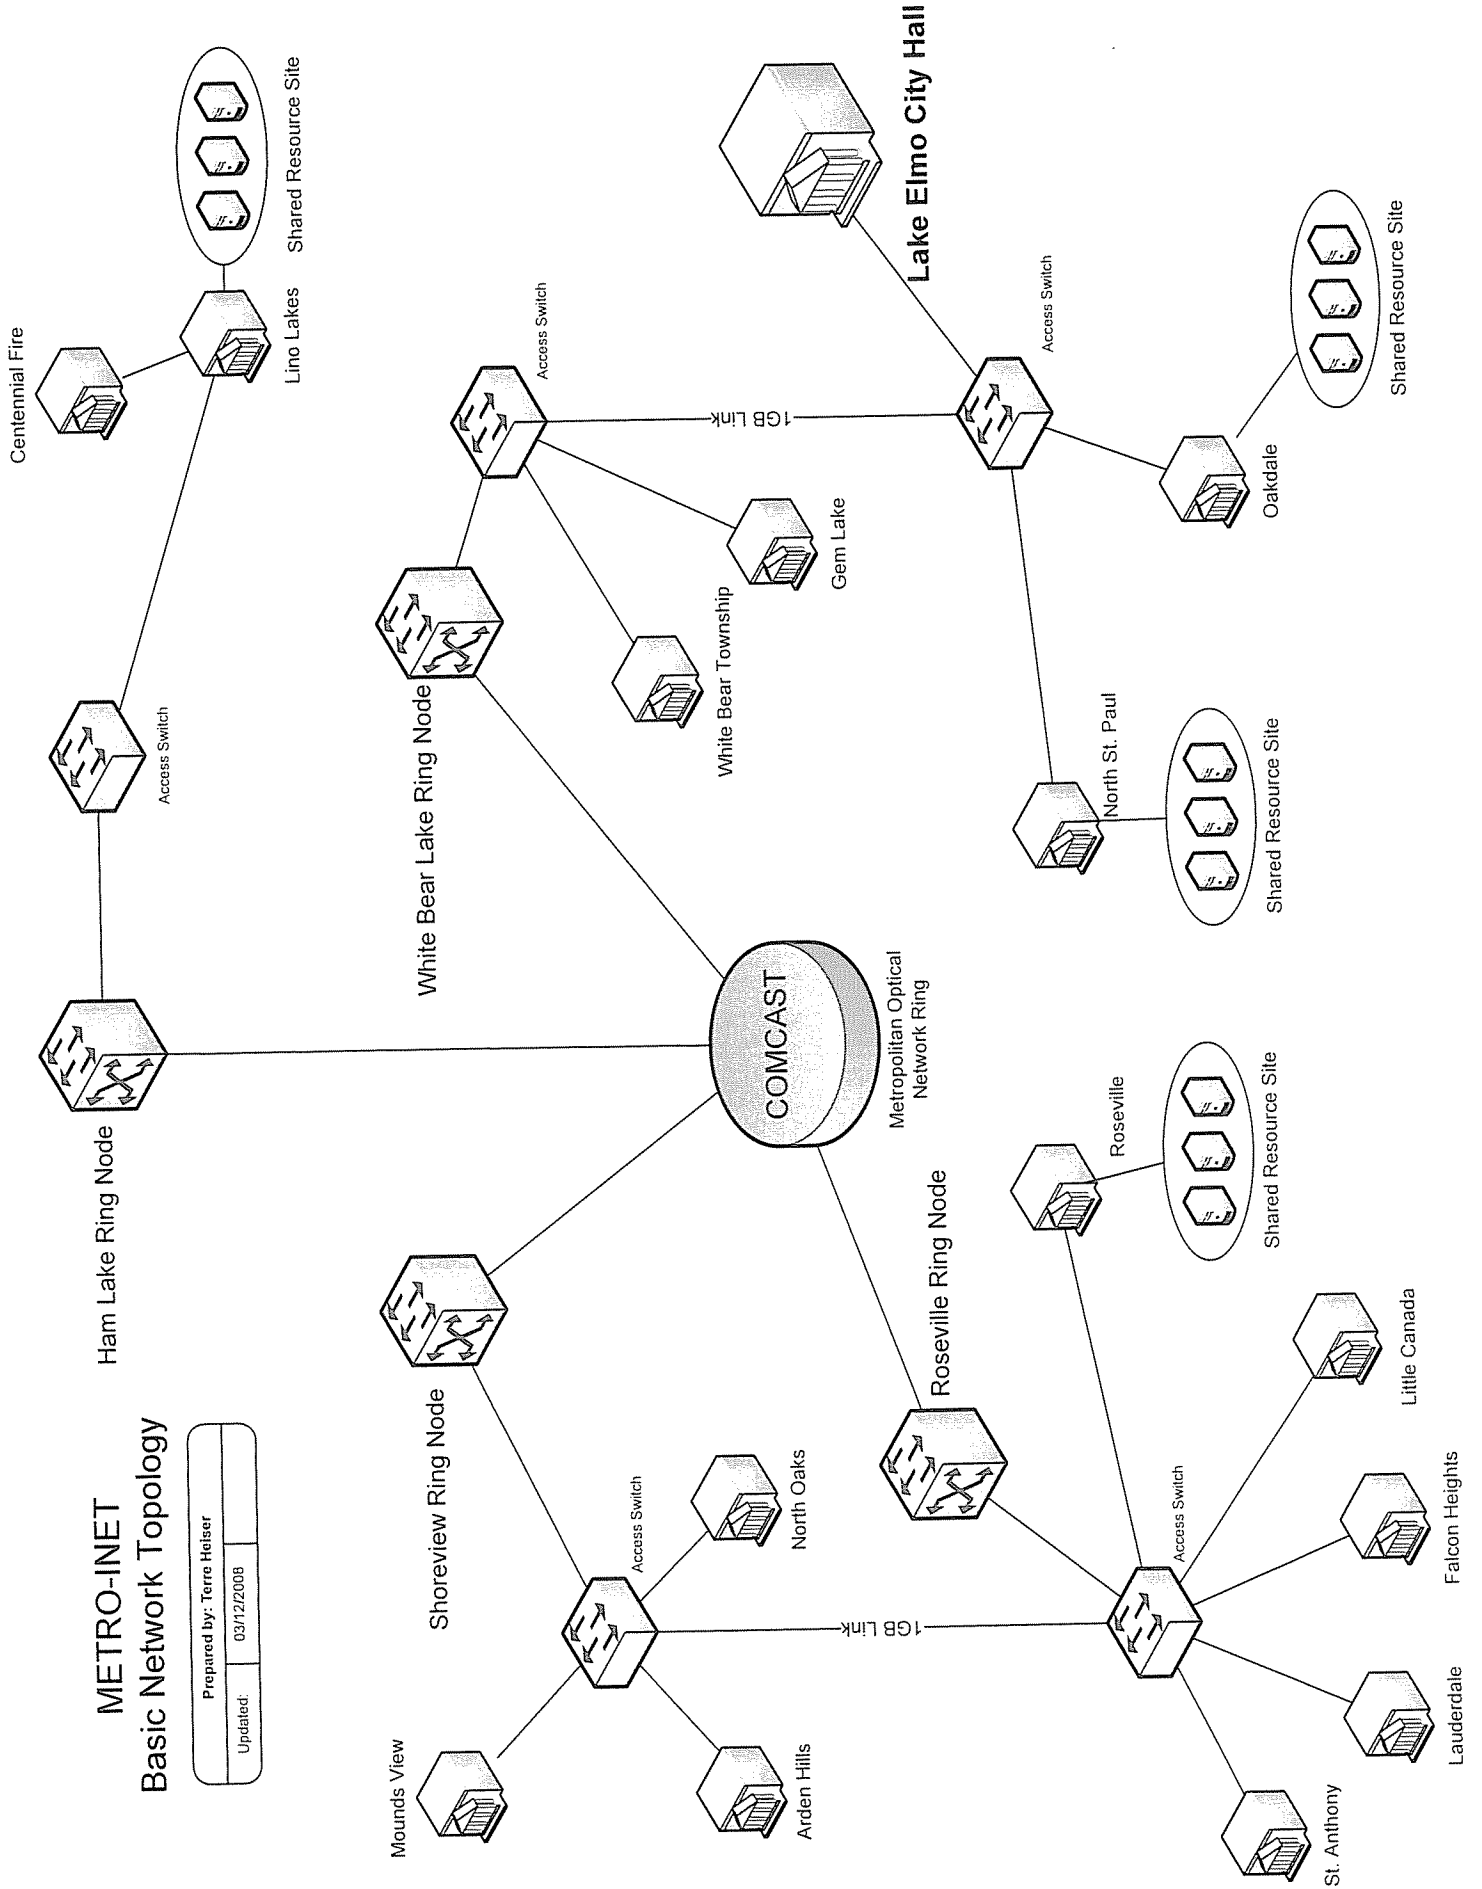 METRO-INET
Basic Network Topology
Prepared by: Terre Heiser
Updated:
03/12/2008
Ham Lake Ring Node
Access Switch
Centennial Fire
Lino Lakes
Shared Resource Site
Mounds View
Shoreview Ring Node
White Bear Lake Ring Node
Access Switch
Access Switch
Arden Hills
North Oaks
White Bear Township
Gem Lake
COMCAST
Metropolitan Optical
Network Ring
1GB Link
1GB Link
Roseville Ring Node
Lake Elmo City Hall
Access Switch
Roseville
North St. Paul
Access Switch
Oakdale
Shared Resource Site
Shared Resource Site
Shared Resource Site
St. Anthony
Lauderdale
Falcon Heights
Little Canada